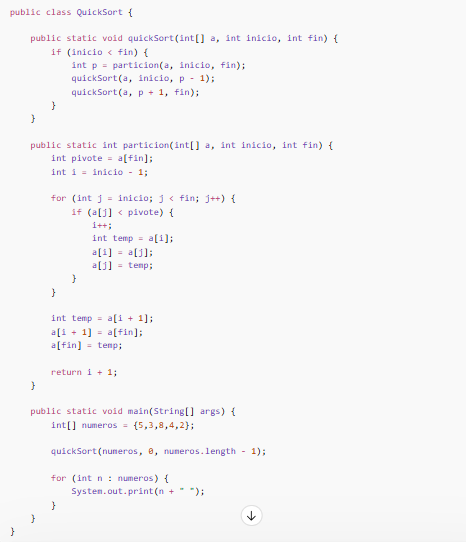 public class QuickSort {
public static void quickSort(int[] a, int inicio, int fin) {
if (inicio < fin) {
int p = particion(a, inicio, fin);
quickSort(a, inicio, p - 1);
quickSort(a, p + 1, fin);
}
}
public static int particion(int[] a, int inicio, int fin) {
int pivote = a[fin];
int i = inicio - 1;
for (int j = inicio; j < fin; j++) {
if (a[j] < pivote) {
i++;
int temp = a[i];
a[i] = a[j];
a[j] = temp;
}
}
int temp = a[i + 1];
a[i + 1] = a[fin];
a[fin] = temp;
return i + 1;
}
public static void main(String[] args) {
int[] numeros = {5,3,8,4,2};
quickSort(numeros, 0, numeros.length - 1);
for (int n : numeros) {
System.out.print(n + " ");
}
}
}